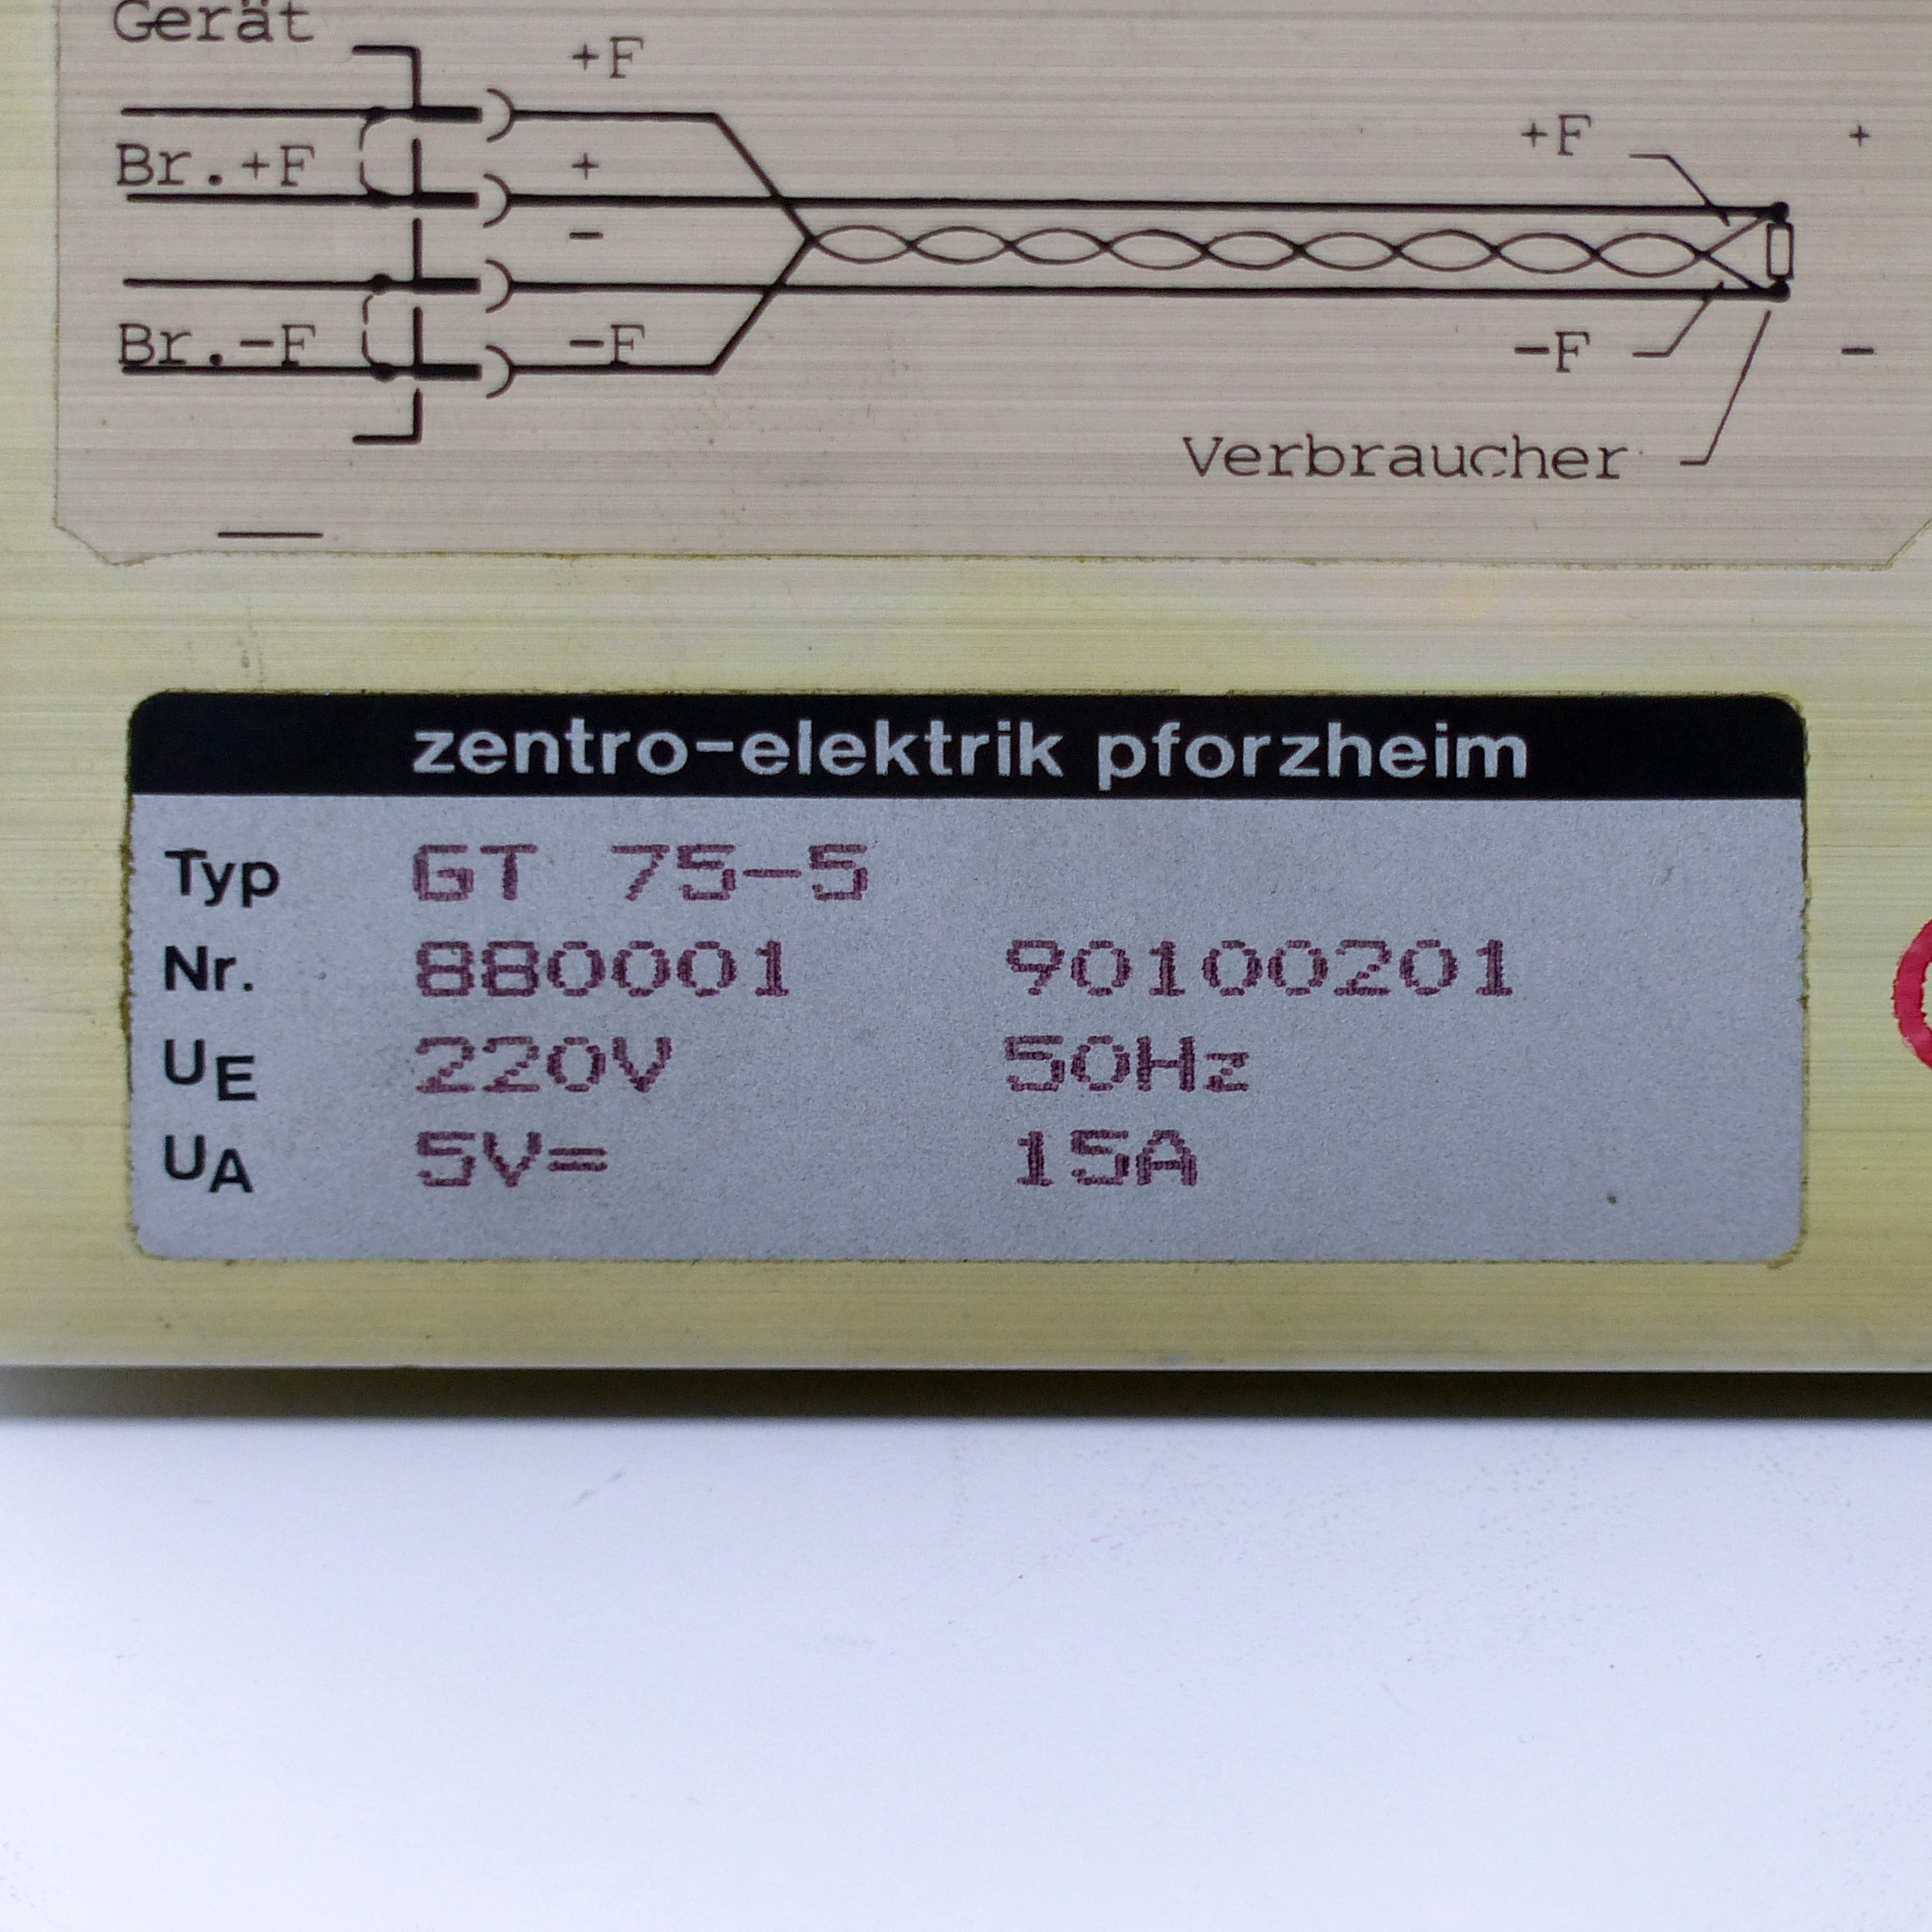 Gerät
+F
+F +
Br.+F +
-
Br.-F -F
-F -
Verbraucher
zentro-elektrik pforzheim
Typ GT 75-5
Nr. 880001 90100201
UE 220V 50Hz
UA 5V= 15A